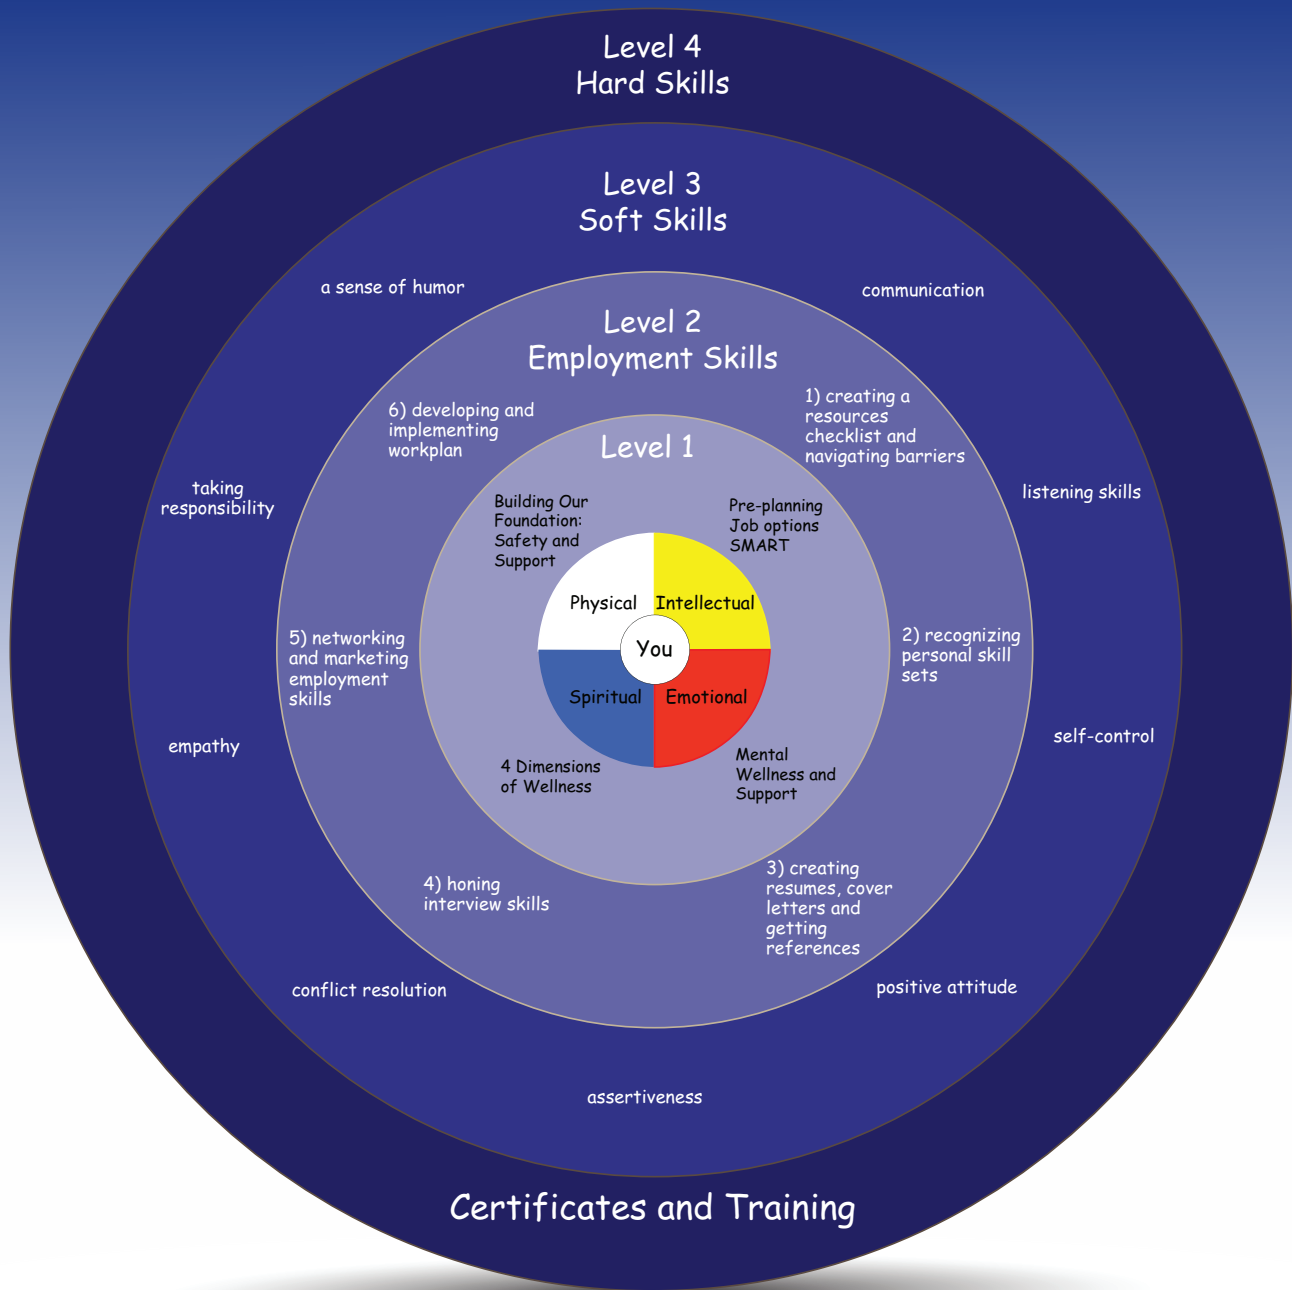 Level 4
Hard Skills
Level 3
Soft Skills
a sense of humor
communication
Level 2
Employment Skills
1) creating a
resources
checklist and
navigating barriers
6) developing and
implementing
workplan
Level 1
taking
responsibility
listening skills
Building Our
Foundation:
Safety and
Support
Pre-planning
Job options
SMART
Physical
Intellectual
You
Spiritual
Emotional
5) networking
and marketing
employment
skills
2) recognizing
personal skill
sets
empathy
self-control
4 Dimensions
of Wellness
Mental
Wellness and
Support
4) honing
interview skills
3) creating
resumes, cover
letters and
getting
references
conflict resolution
positive attitude
assertiveness
Certificates and Training